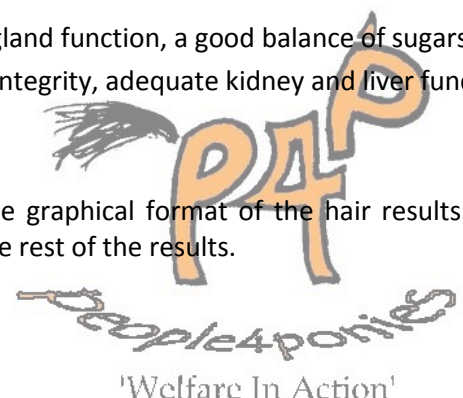 gland function, a good balance of sugars
integrity, adequate kidney and liver func
P4P
e graphical format of the hair results
e rest of the results.
People4ponies
'Welfare In Action'